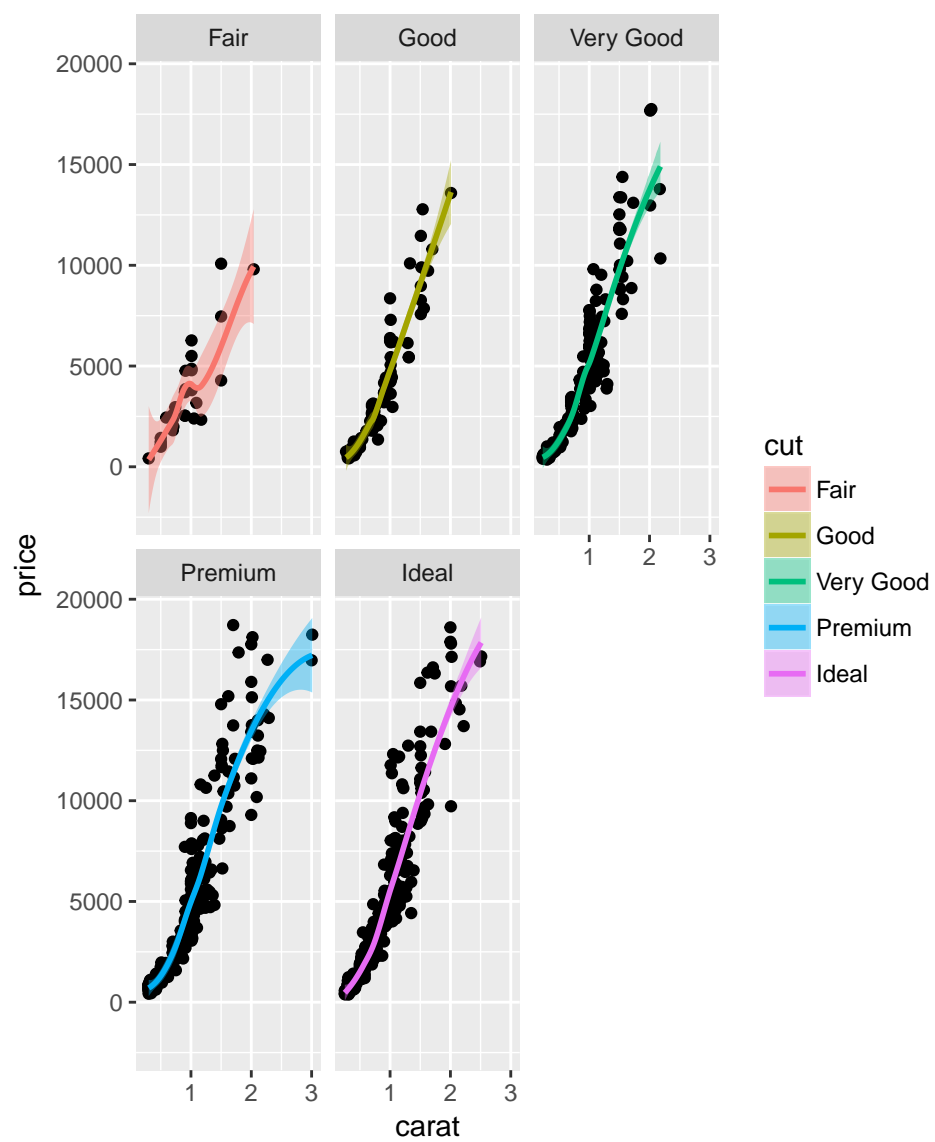 Fair Good Very Good
20000
15000
10000
5000
0
1 2 3
price
Premium Ideal
20000
15000
10000
5000
0
1 2 3 1 2 3
carat
cut
Fair
Good
Very Good
Premium
Ideal